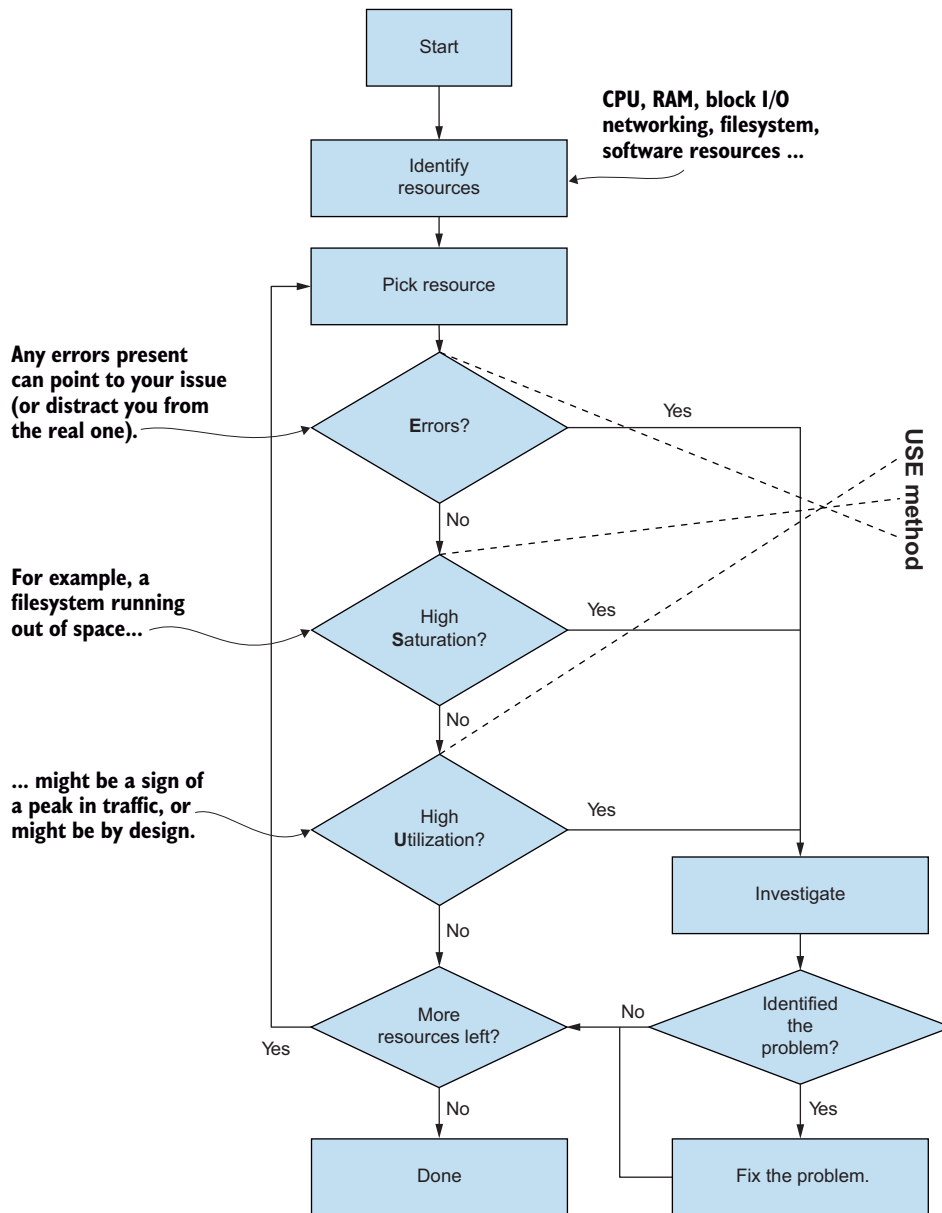 Start
CPU, RAM, block I/O
networking, filesystem,
software resources ...
Identify
resources
Pick resource
Any errors present
can point to your issue
(or distract you from
the real one).
Errors?
Yes
No
USE method
For example, a
filesystem running
out of space...
High
Saturation?
Yes
No
... might be a sign of
a peak in traffic, or
might be by design.
High
Utilization?
Yes
No
Investigate
More
resources left?
Yes
No
Identified
the
problem?
No
Yes
Done
Fix the problem.